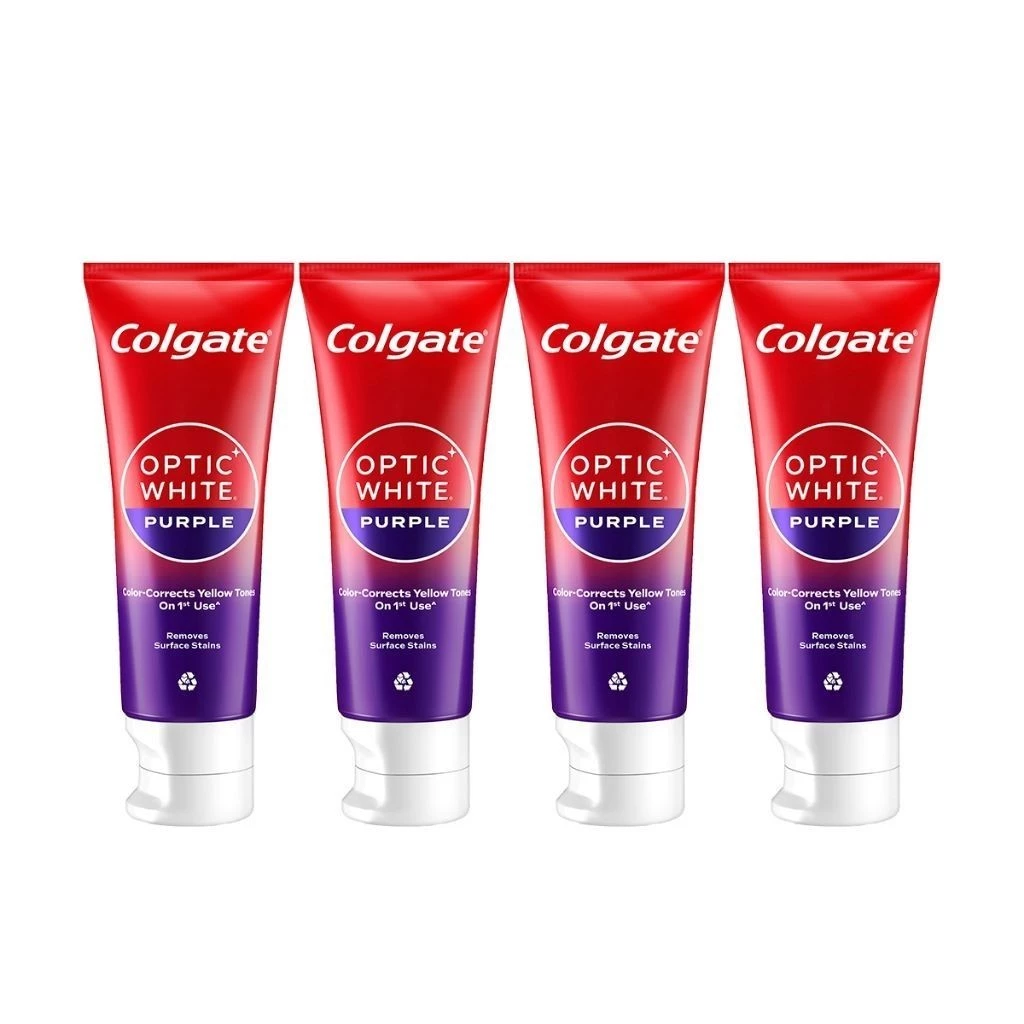 Colgate®
OPTIC
WHITE®
PURPLE
Color-Corrects Yellow Tones
On 1st Use^
Removes
Surface Stains
Colgate®
OPTIC
WHITE®
PURPLE
Color-Corrects Yellow Tones
On 1st Use^
Removes
Surface Stains
Colgate®
OPTIC
WHITE®
PURPLE
Color-Corrects Yellow Tones
On 1st Use^
Removes
Surface Stains
Colgate®
OPTIC
WHITE®
PURPLE
Color-Corrects Yellow Tones
On 1st Use^
Removes
Surface Stains